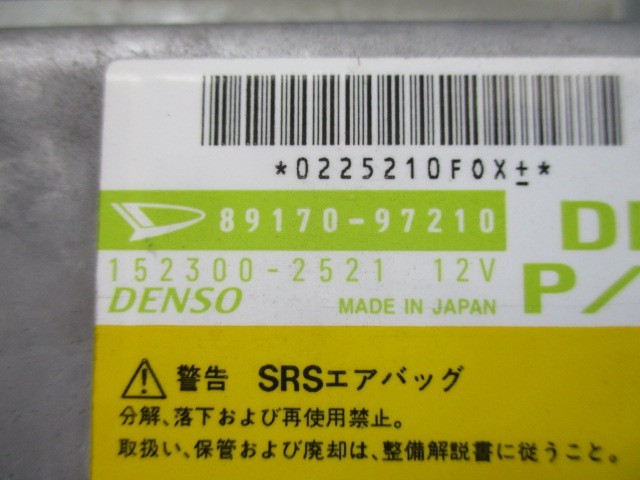 *0225210F0X±*
89170-97210
152300-2521 12V
DENSO MADE IN JAPAN P/
警告 SRSエアバッグ
分解、落下および再使用禁止。
取扱い、保管および廃却は、整備解説書に従うこと。